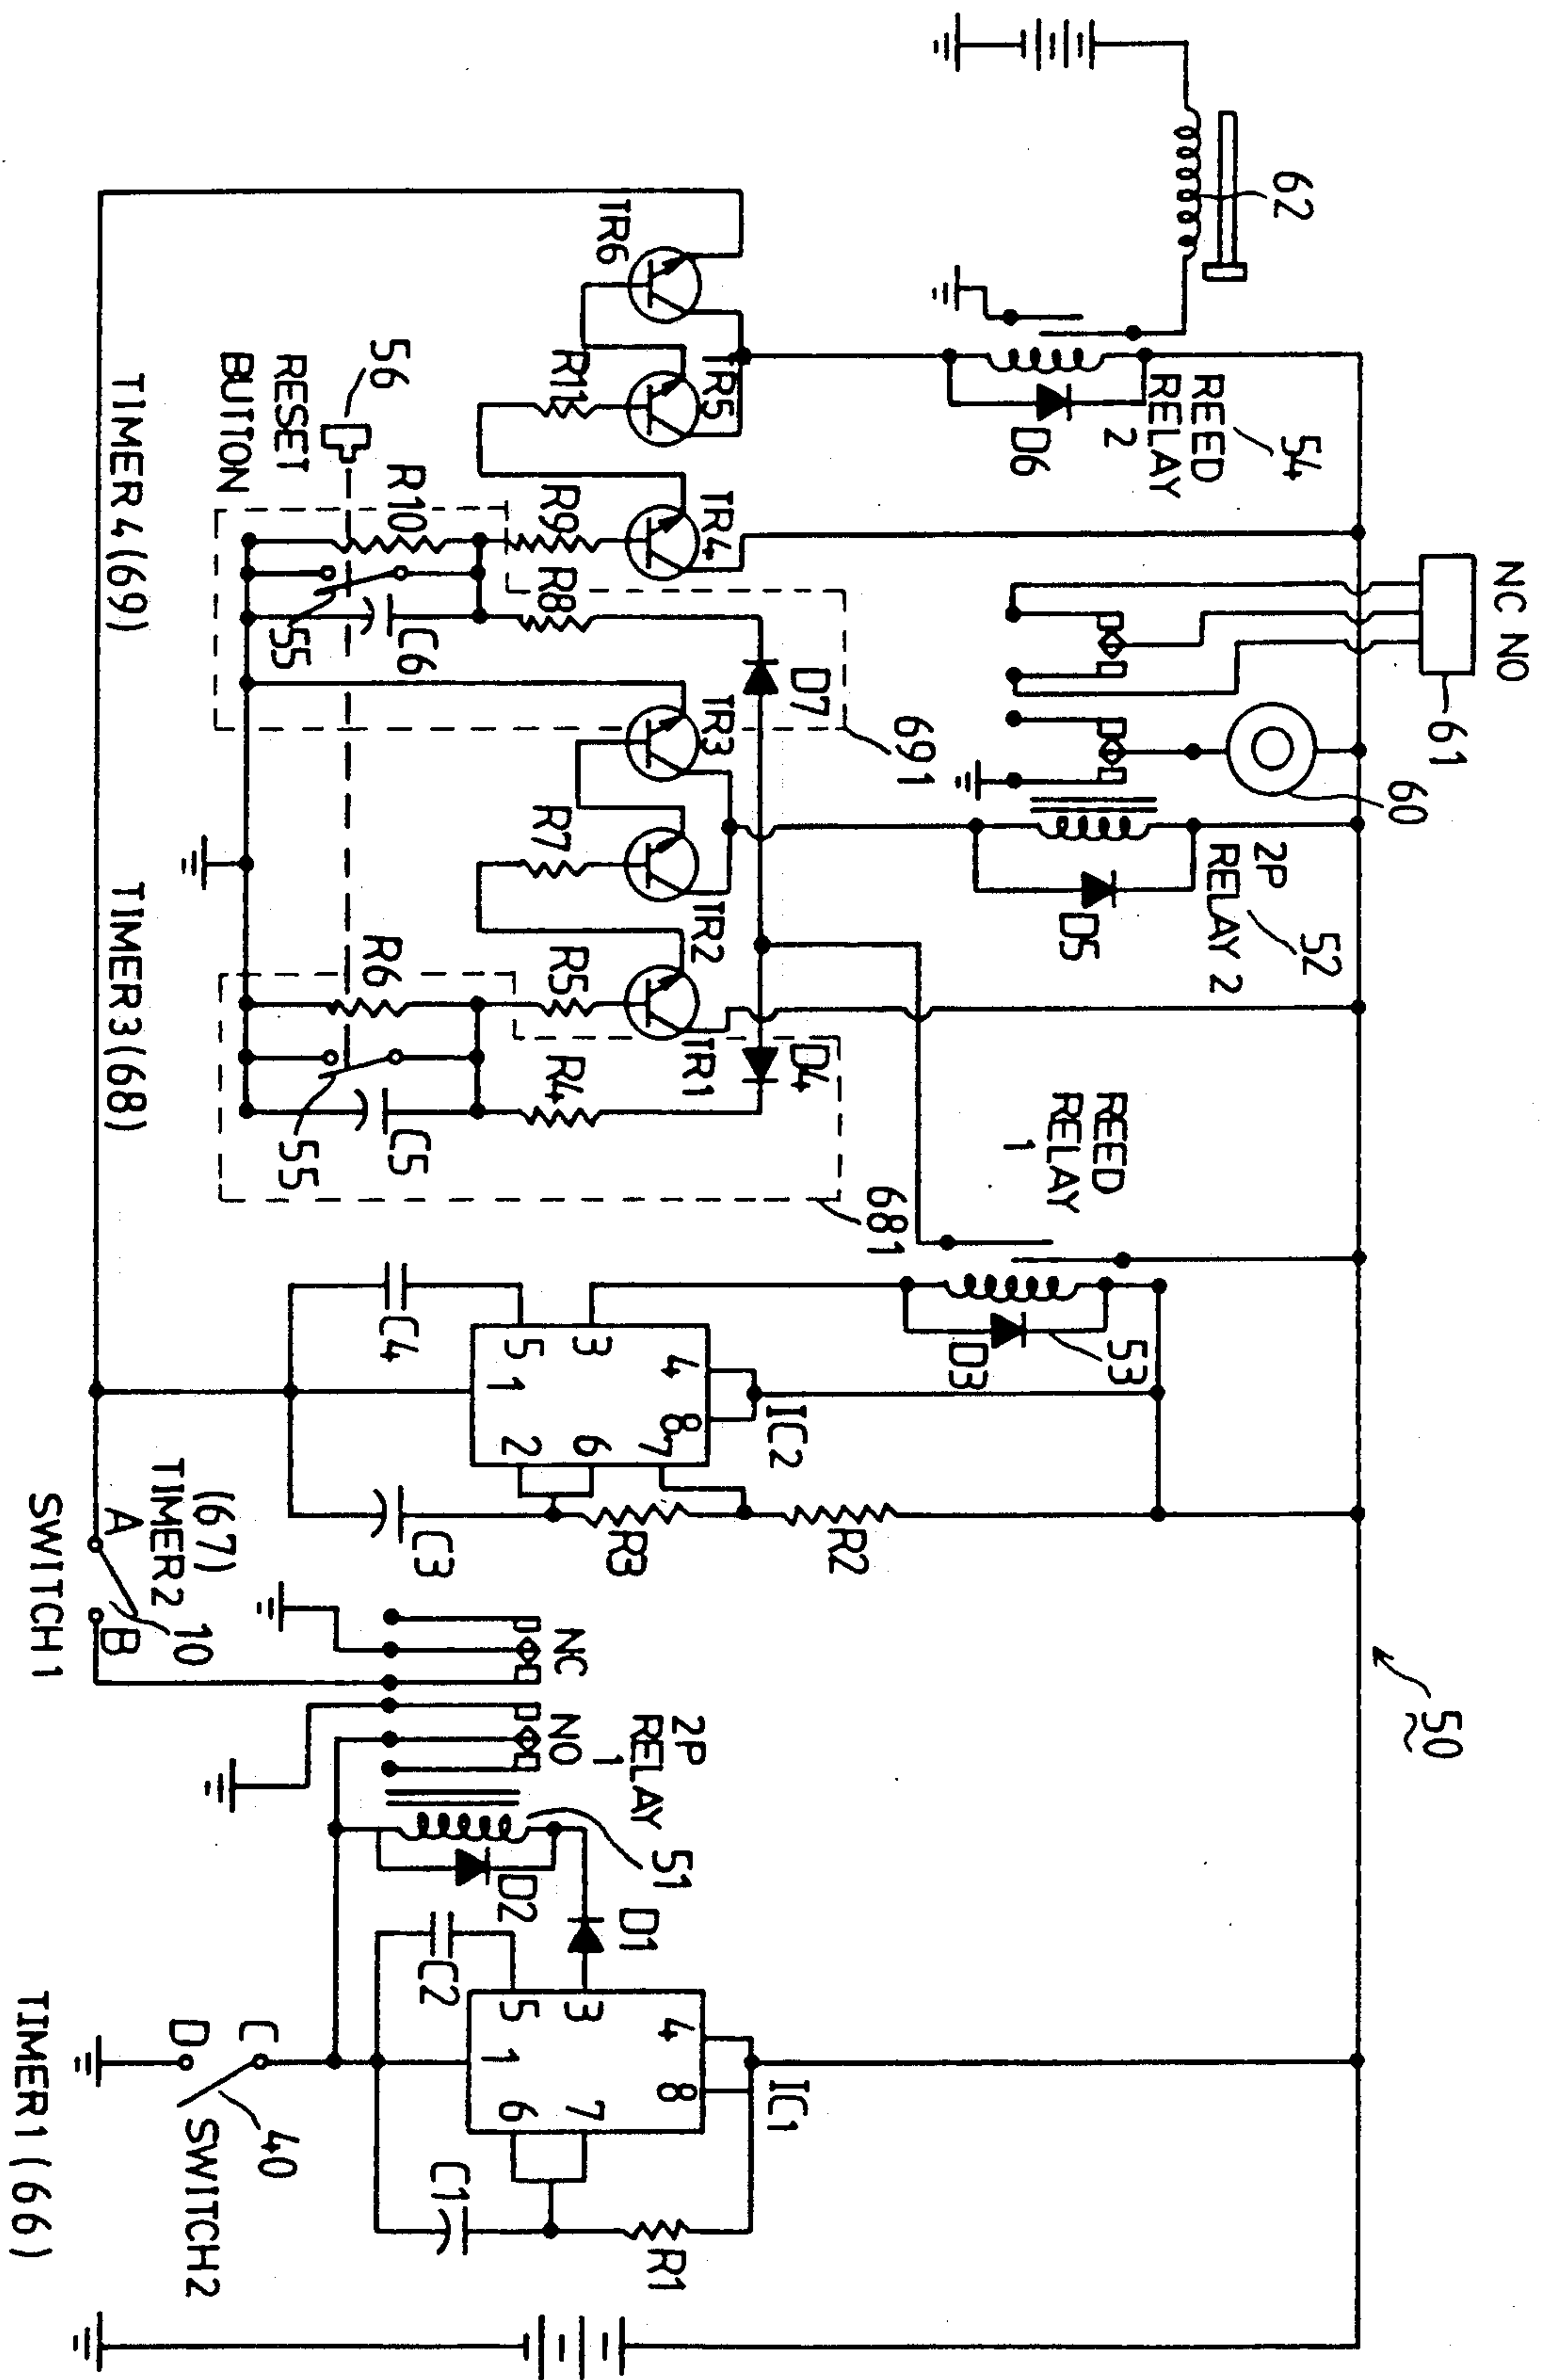 62
REED
RELAY
2
54
D6
NC NO
61
60
2P
RELAY 2
52
D5
REED
RELAY
1
53
D3
50
TR6
TR5
R11
TR4
R9
R8
R10
D7
691
TR3
R7
TR2
R5
TR1
D4
R4
R6
681
56
RESET
BUTTON
55
C6
55
C5
TIMER 4 (69)
TIMER 3 (68)
IC2
4
8
3
7
6
5
1
2
C4
C3
R3
R2
A
B
10
(67)
TIMER2
SWITCH1
NC
NO
2P
RELAY
1
51
D2
D1
C2
IC1
4
8
3
7
5
1
6
C1
R1
C
D
40
SWITCH2
TIMER1 (66)